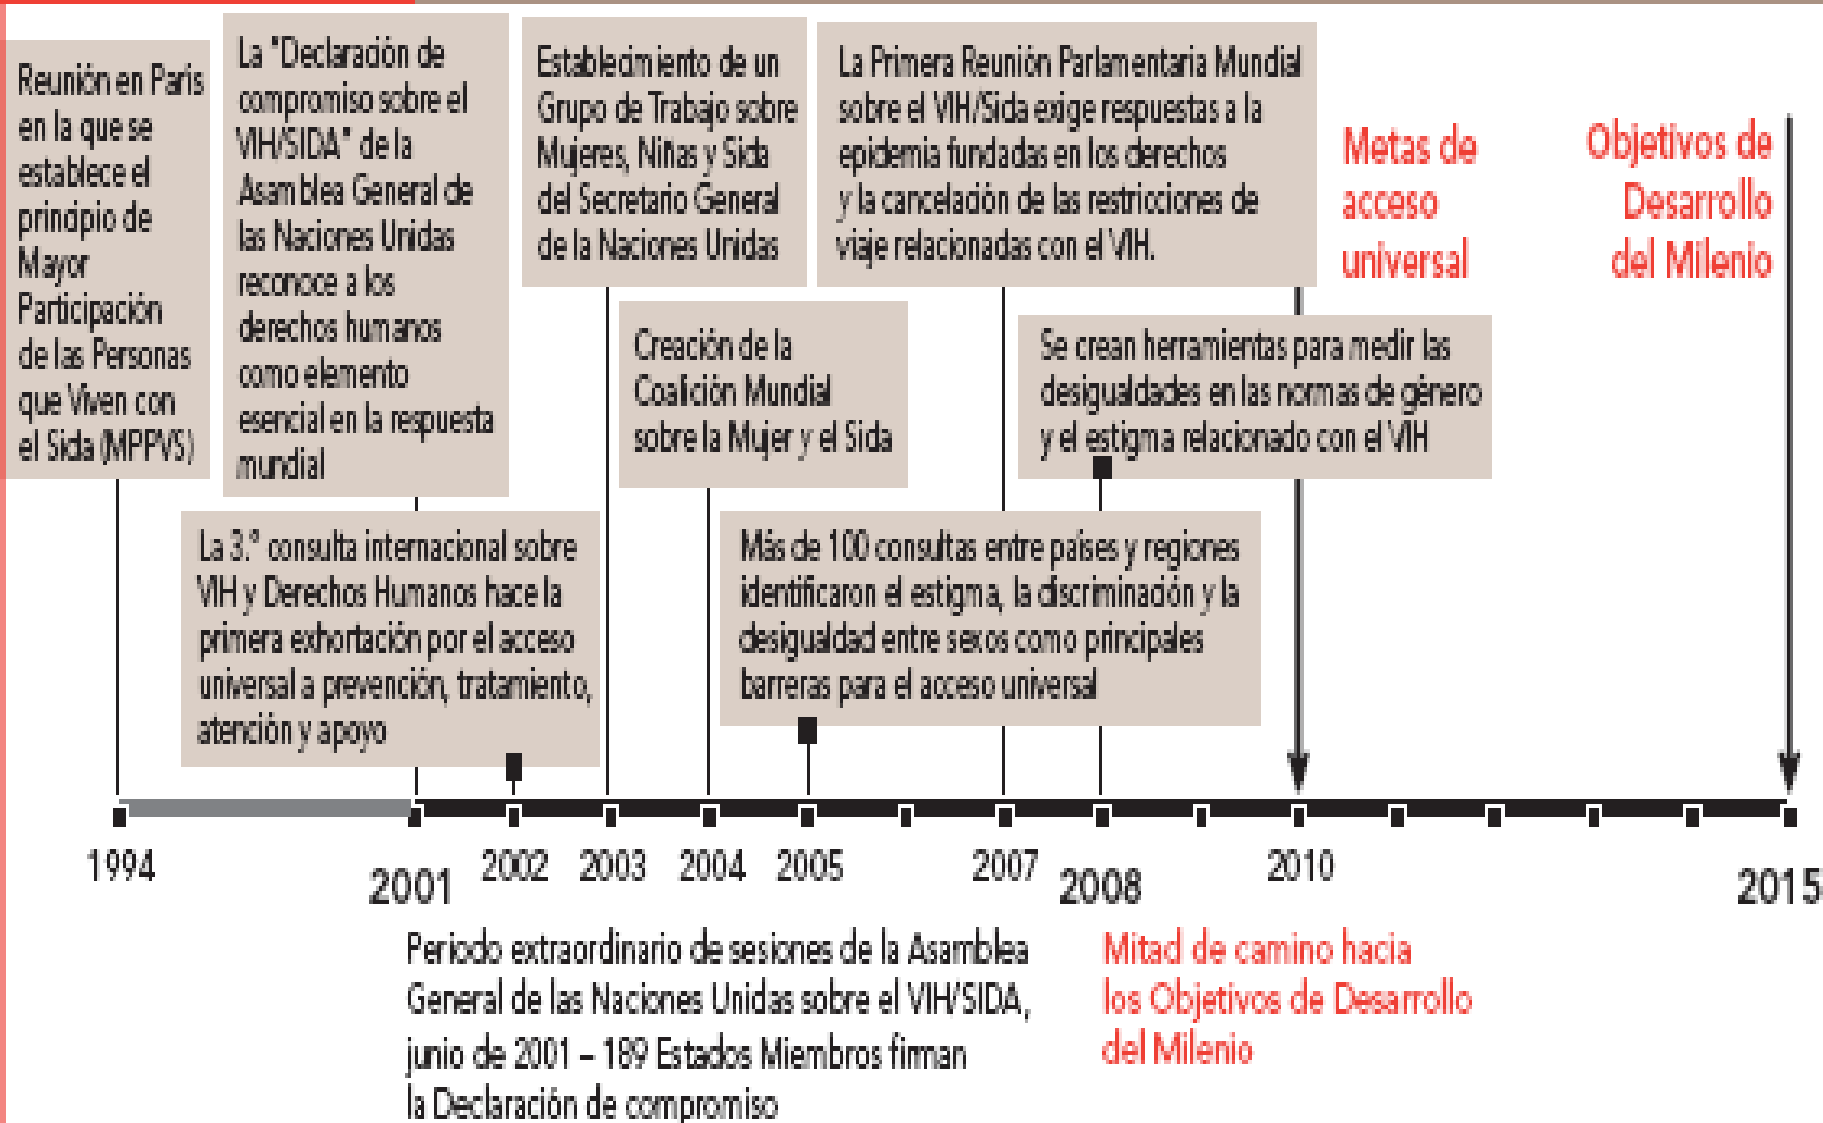 Reunión en París
en la que se
establece el
principio de
Mayor
Participación
de las Personas
que Viven con
el Sida (MPPVS)
La "Declaración de
compromiso sobre el
VIH/SIDA" de la
Asamblea General de
las Naciones Unidas
reconoce a los
derechos humanos
como elemento
esencial en la respuesta
mundial
Establecimiento de un
Grupo de Trabajo sobre
Mujeres, Niñas y Sida
del Secretario General
de la Naciones Unidas
La Primera Reunión Parlamentaria Mundial
sobre el VIH/Sida exige respuestas a la
epidemia fundadas en los derechos
y la cancelación de las restricciones de
viaje relacionadas con el VIH.
Metas de
acceso
universal
Objetivos de
Desarrollo
del Milenio
Creación de la
Coalición Mundial
sobre la Mujer y el Sida
Se crean herramientas para medir las
desigualdades en las normas de género
y el estigma relacionado con el VIH
La 3.° consulta internacional sobre
VIH y Derechos Humanos hace la
primera exhortación por el acceso
universal a prevención, tratamiento,
atención y apoyo
Más de 100 consultas entre países y regiones
identificaron el estigma, la discriminación y la
desigualdad entre sexos como principales
barreras para el acceso universal
1994
2001
2002
2003
2004
2005
2007
2008
2010
2015
Periodo extraordinario de sesiones de la Asamblea
General de las Naciones Unidas sobre el VIH/SIDA,
junio de 2001 – 189 Estados Miembros firman
la Declaración de compromiso
Mitad de camino hacia
los Objetivos de Desarrollo
del Milenio